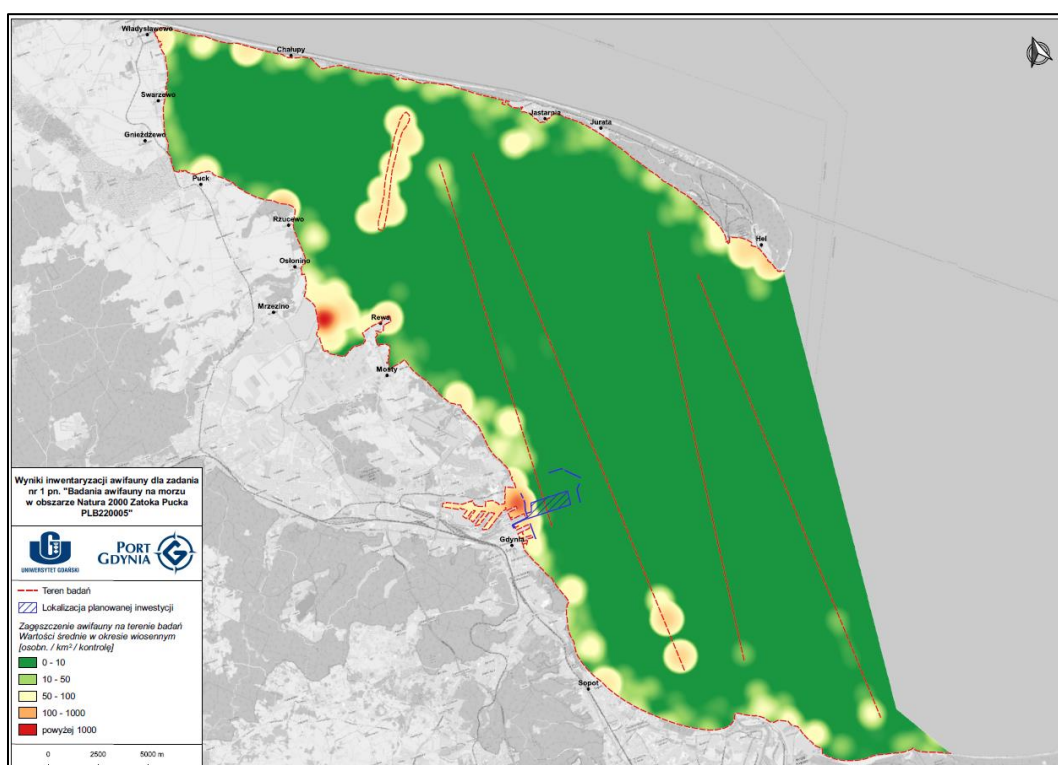 Władysławowo
Chałupy
Swarzewo
Jastarnia
Jurata
Gnieżdżewo
Puck
Rzucewo
Hel
Osłonino
Mrzezino
Rewa
Mosty
Gdynia
Sopot
Wyniki inwentaryzacji awifauny dla zadania
nr 1 pn. "Badania awifauny na morzu
w obszarze Natura 2000 Zatoka Pucka
PLB220005"
UNIWERSYTET GDAŃSKI
PORT
GDYNIA
Teren badań
Lokalizacja planowanej inwestycji
Zagęszczenie awifauny na terenie badań
Wartości średnie w okresie wiosennym
[osobn. / km² / kontrolę]
0 - 10
10 - 50
50 - 100
100 - 1000
powyżej 1000
0 2500 5000 m